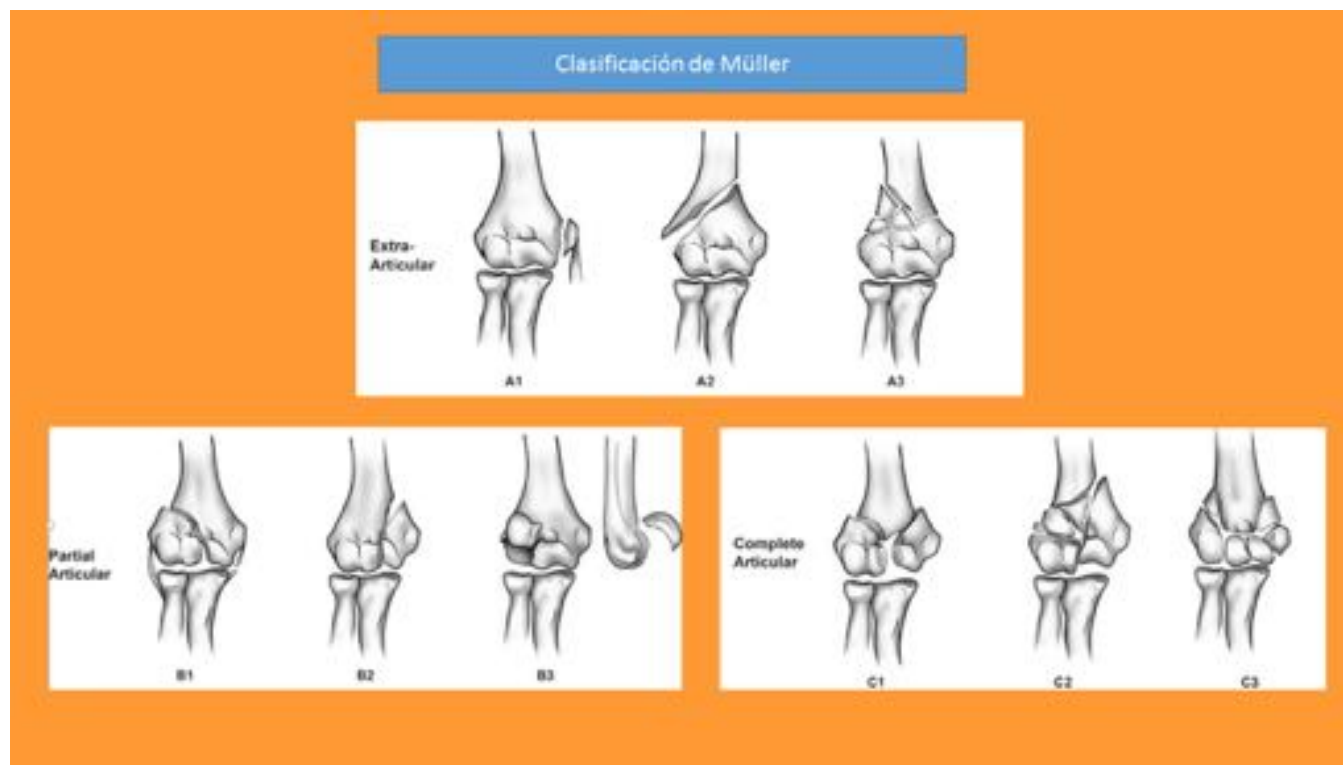 Clasificación de Müller
Extra-
Articular
A1
A2
A3
Partial
Articular
B1
B2
B3
Complete
Articular
C1
C2
C3